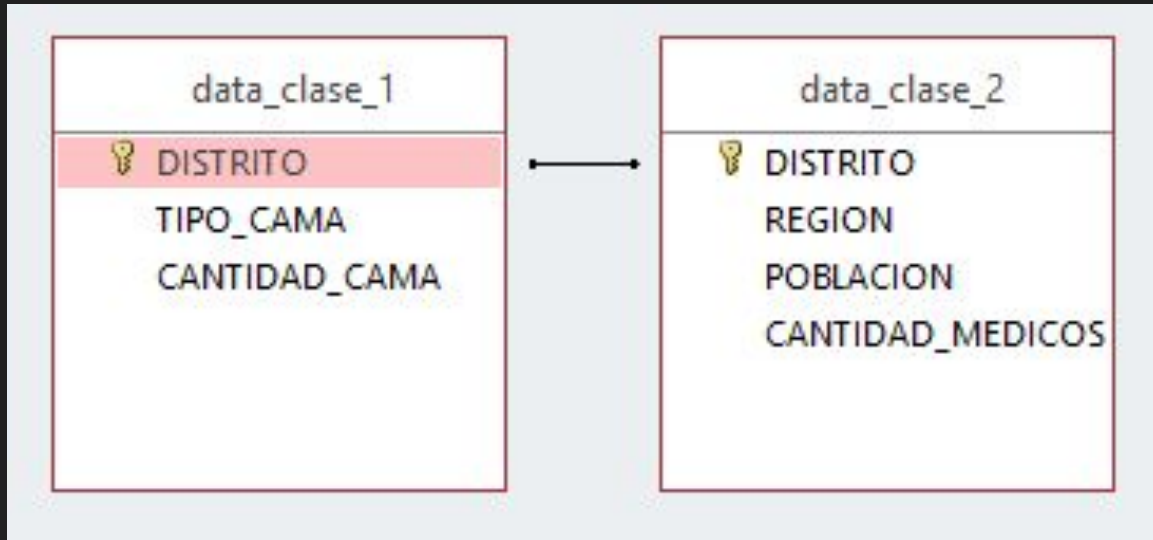 data_clase_1
DISTRITO
TIPO_CAMA
CANTIDAD_CAMA
data_clase_2
DISTRITO
REGION
POBLACION
CANTIDAD_MEDICOS